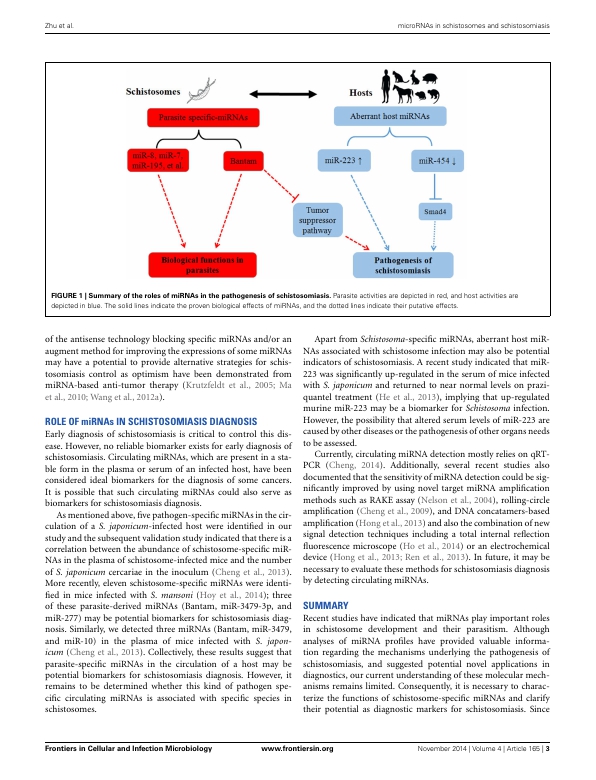 Zhu et al.
microRNAs in schistosomes and schistosomiasis
Schistosomes
Hosts
Parasite specific-miRNAs
Aberrant host miRNAs
miR-8, miR-7,
miR-195, et al.
Bantam
miR-223 ↑
miR-454 ↓
Tumor
suppressor
pathway
Smad4
Biological functions in
parasites
Pathogenesis of
schistosomiasis
FIGURE 1 | Summary of the roles of miRNAs in the pathogenesis of schistosomiasis. Parasite activities are depicted in red, and host activities are
depicted in blue. The solid lines indicate the proven biological effects of miRNAs, and the dotted lines indicate their putative effects.
of the antisense technology blocking specific miRNAs and/or an
augment method for improving the expressions of some miRNAs
may have a potential to provide alternative strategies for schis-
tosomiasis control as optimism have been demonstrated from
miRNA-based anti-tumor therapy (Krutzfeldt et al., 2005; Ma
et al., 2010; Wang et al., 2012a).
ROLE OF miRNAs IN SCHISTOSOMIASIS DIAGNOSIS
Early diagnosis of schistosomiasis is critical to control this dis-
ease. However, no reliable biomarker exists for early diagnosis of
schistosomiasis. Circulating miRNAs, which are present in a sta-
ble form in the plasma or serum of an infected host, have been
considered ideal biomarkers for the diagnosis of some cancers.
It is possible that such circulating miRNAs could also serve as
biomarkers for schistosomiasis diagnosis.
As mentioned above, five pathogen-specific miRNAs in the cir-
culation of a S. japonicum-infected host were identified in our
study and the subsequent validation study indicated that there is a
correlation between the abundance of schistosome-specific miR-
NAs in the plasma of schistosome-infected mice and the number
of S. japonicum cercariae in the inoculum (Cheng et al., 2013).
More recently, eleven schistosome-specific miRNAs were identi-
fied in mice infected with S. mansoni (Hoy et al., 2014); three
of these parasite-derived miRNAs (Bantam, miR-3479-3p, and
miR-277) may be potential biomarkers for schistosomiasis diag-
nosis. Similarly, we detected three miRNAs (Bantam, miR-3479,
and miR-10) in the plasma of mice infected with S. japon-
icum (Cheng et al., 2013). Collectively, these results suggest that
parasite-specific miRNAs in the circulation of a host may be
potential biomarkers for schistosomiasis diagnosis. However, it
remains to be determined whether this kind of pathogen spe-
cific circulating miRNAs is associated with specific species in
schistosomes.
Apart from Schistosoma-specific miRNAs, aberrant host miR-
NAs associated with schistosome infection may also be potential
indicators of schistosomiasis. A recent study indicated that miR-
223 was significantly up-regulated in the serum of mice infected
with S. japonicum and returned to near normal levels on prazi-
quantel treatment (He et al., 2013), implying that up-regulated
murine miR-223 may be a biomarker for Schistosoma infection.
However, the possibility that altered serum levels of miR-223 are
caused by other diseases or the pathogenesis of other organs needs
to be assessed.
Currently, circulating miRNA detection mostly relies on qRT-
PCR (Cheng, 2014). Additionally, several recent studies also
documented that the sensitivity of miRNA detection could be sig-
nificantly improved by using novel target miRNA amplification
methods such as RAKE assay (Nelson et al., 2004), rolling-circle
amplification (Cheng et al., 2009), and DNA concatamers-based
amplification (Hong et al., 2013) and also the combination of new
signal detection techniques including a total internal reflection
fluorescence microscope (Ho et al., 2014) or an electrochemical
device (Hong et al., 2013; Ren et al., 2013). In future, it may be
necessary to evaluate these methods for schistosomiasis diagnosis
by detecting circulating miRNAs.
SUMMARY
Recent studies have indicated that miRNAs play important roles
in schistosome development and their parasitism. Although
analyses of miRNA profiles have provided valuable informa-
tion regarding the mechanisms underlying the pathogenesis of
schistosomiasis, and suggested potential novel applications in
diagnostics, our current understanding of these molecular mech-
anisms remains limited. Consequently, it is necessary to charac-
terize the functions of schistosome-specific miRNAs and clarify
their potential as diagnostic markers for schistosomiasis. Since
Frontiers in Cellular and Infection Microbiology
www.frontiersin.org
November 2014 | Volume 4 | Article 165 | 3